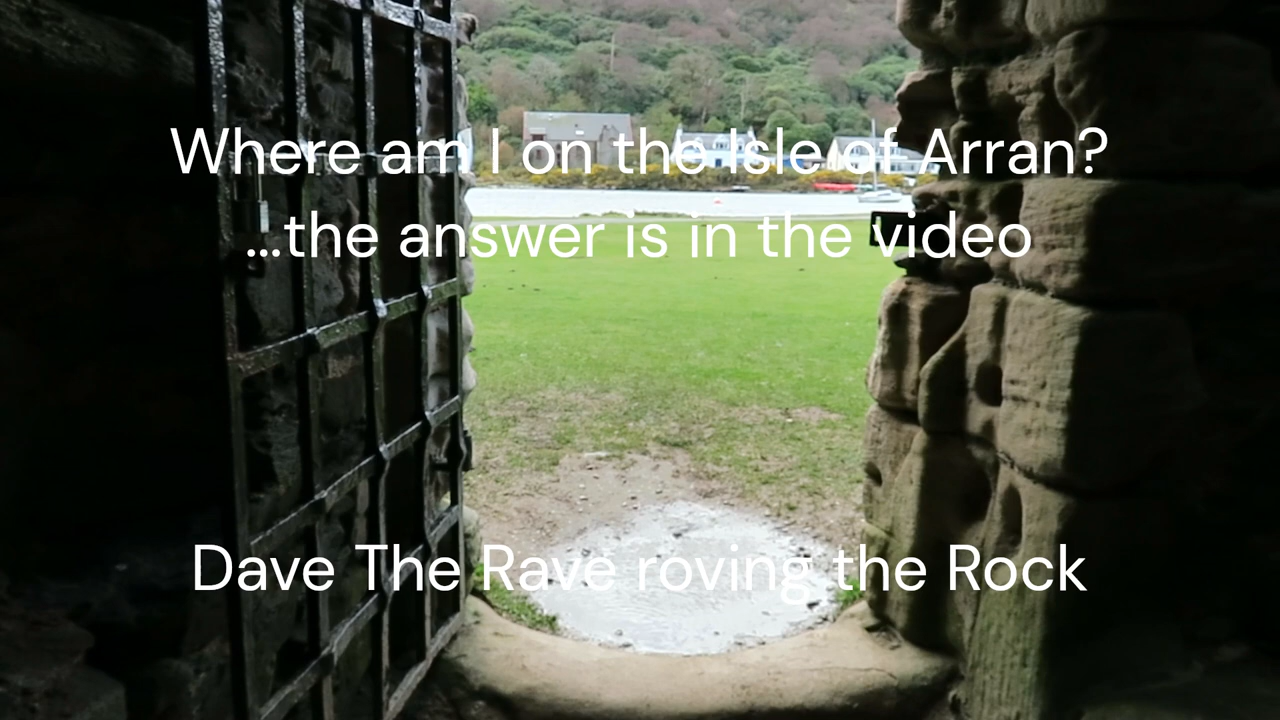 Where am I on the Isle of Arran?
...the answer is in the video
Dave The Rave roving the Rock